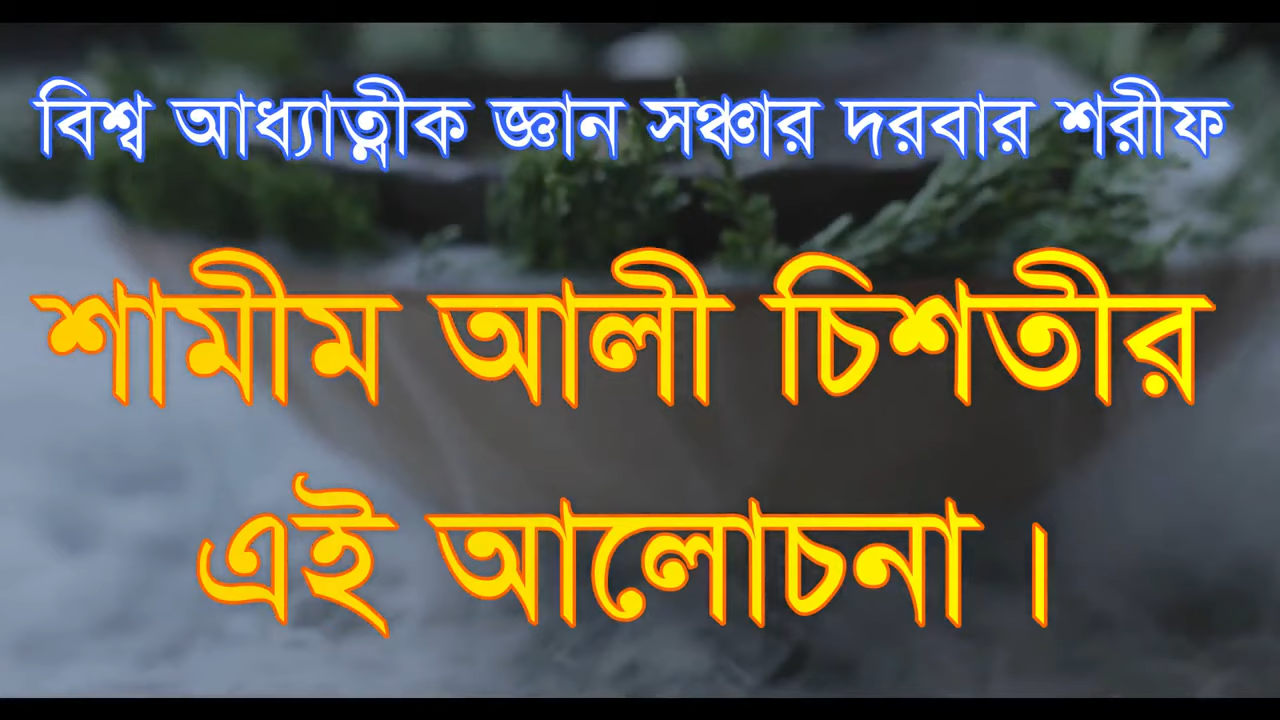 বিশ্ব আধ্যাত্নীক জ্ঞান সঞ্চার দরবার শরীফ
শামীম আলী চিশতীর
এই আলোচনা ।